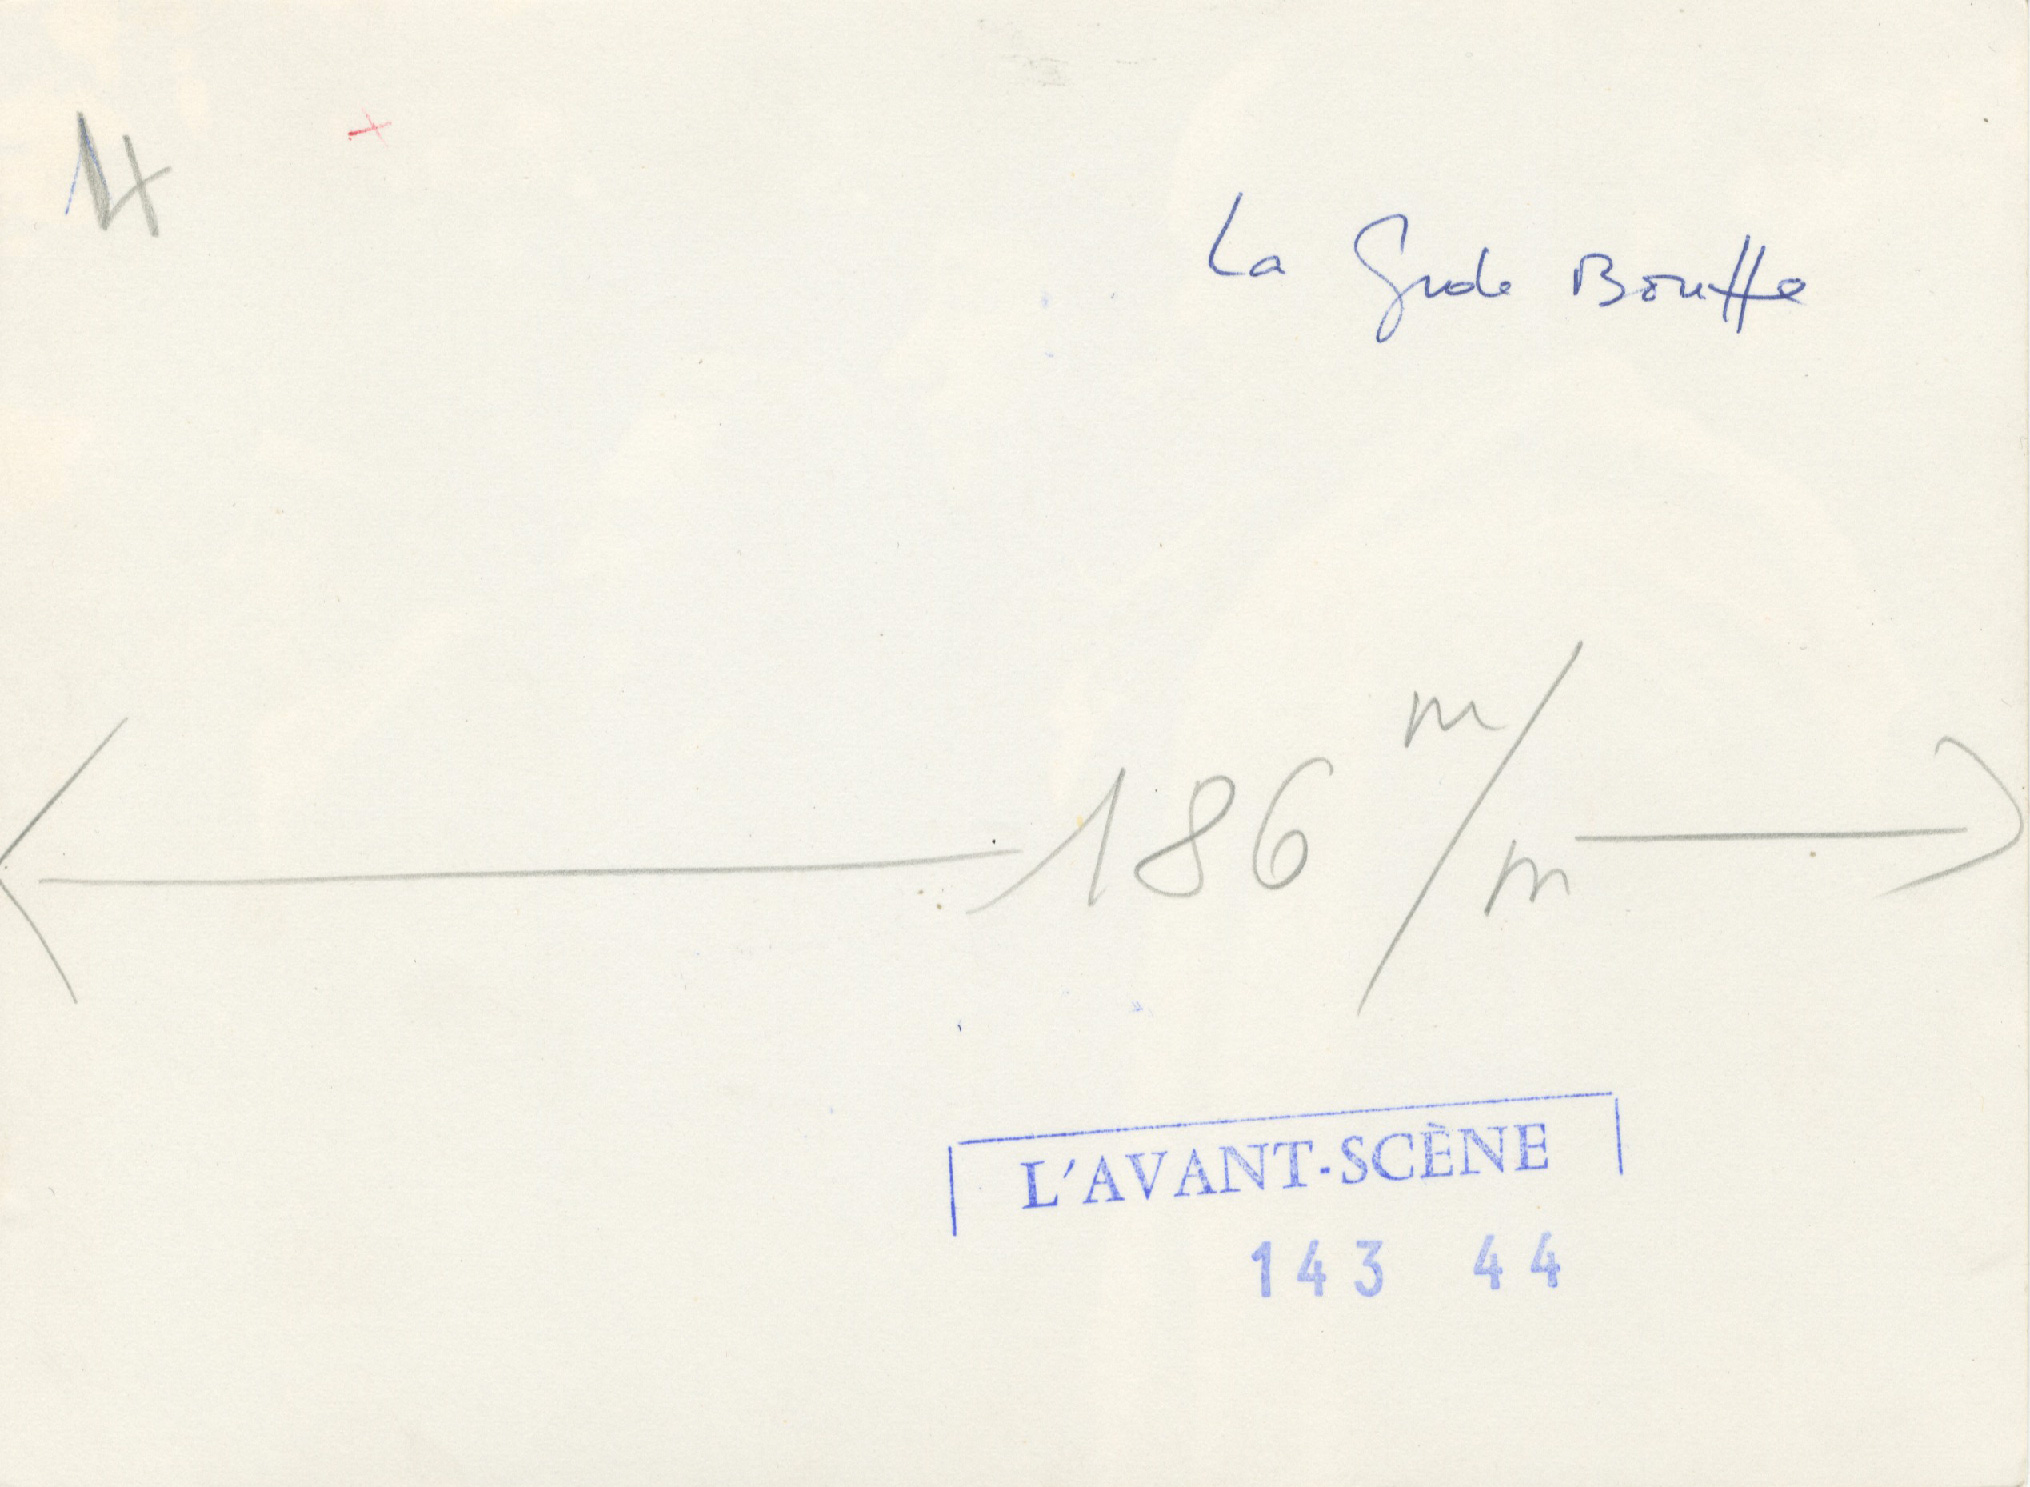 14
La Grde Bouffe
186 m/m
L'AVANT-SCÈNE
143 44